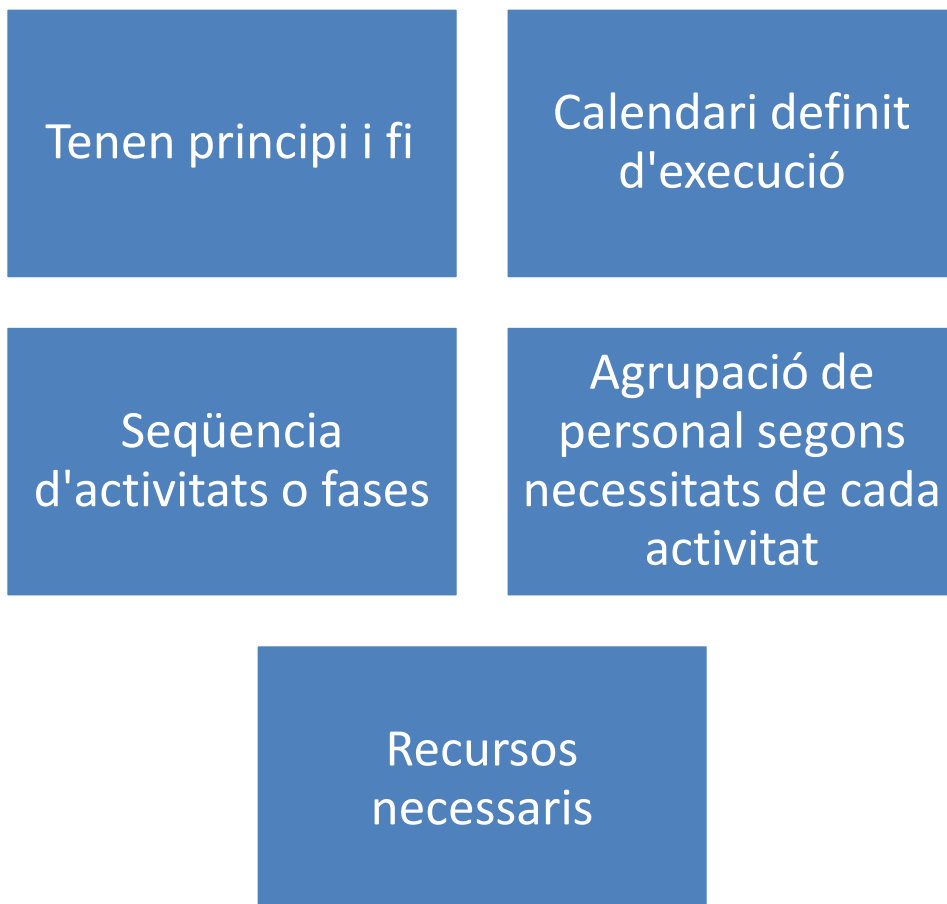 Tenen principi i fi
Calendari definit
d'execució
Seqüencia
d'activitats o fases
Agrupació de
personal segons
necessitats de cada
activitat
Recursos
necessaris